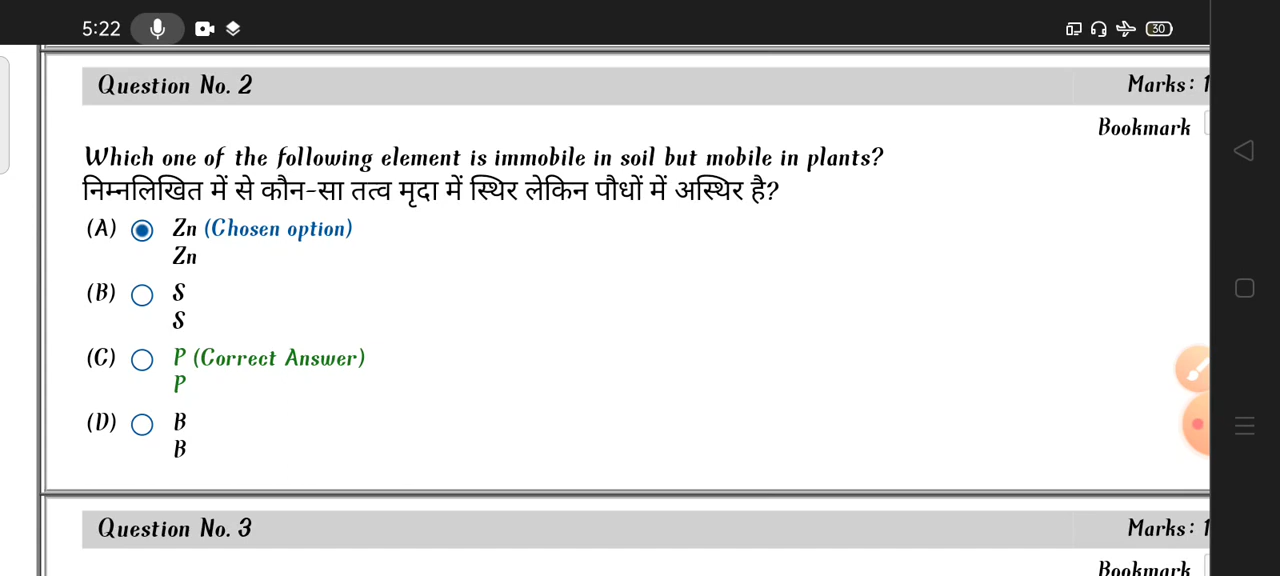 5:22
30
Question No. 2
Marks: 1
Bookmark
Which one of the following element is immobile in soil but mobile in plants?
निम्नलिखित में से कौन-सा तत्व मृदा में स्थिर लेकिन पौधों में अस्थिर है?
(A) Zn (Chosen option)
Zn
(B) S
S
(C) P (Correct Answer)
P
(D) B
B
Question No. 3
Marks: 1
Bookmark